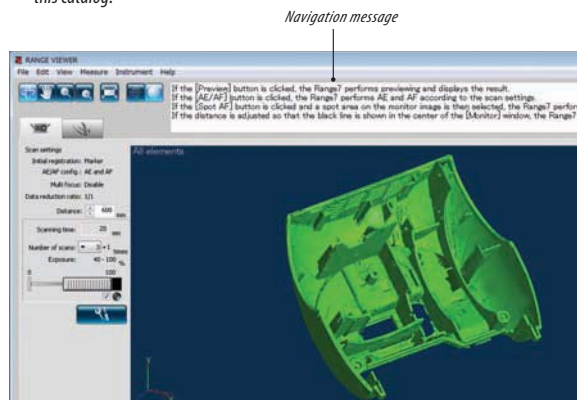 this catalog.
Navigation message
RANGE VIEWER
File Edit View Measure Instrument Help
If the [Preview] button is clicked, the Range7 performs previewing and displays the result.
If the [AE/AF] button is clicked, the Range7 performs AE and AF according to the scan settings.
If the [Spot AF] button is clicked and a spot area on the monitor image is then selected, the Range7 perfor
If the distance is adjusted so that the black line is shown in the center of the [Monitor] window, the Range7
All elements
Scan settings
Initial registration: Marker
AE/AF config.: AE and AF
Multi focus: Disable
Data reduction ratio: 1/1
Distance: 600 mm
Scanning time: 20 sec
Number of scans: 3 +1 times
Exposure: 40 - 100 %
0 100
y
x